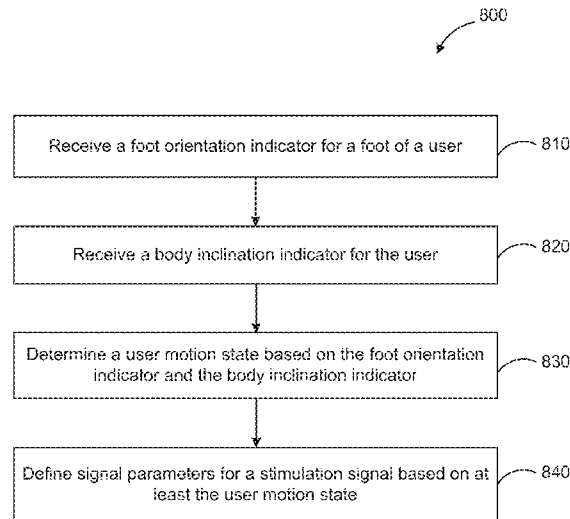 800
Receive a foot orientation indicator for a foot of a user
810
Receive a body inclination indicator for the user
820
Determine a user motion state based on the foot orientation
indicator and the body inclination indicator
830
Define signal parameters for a stimulation signal based on at
least the user motion state
840